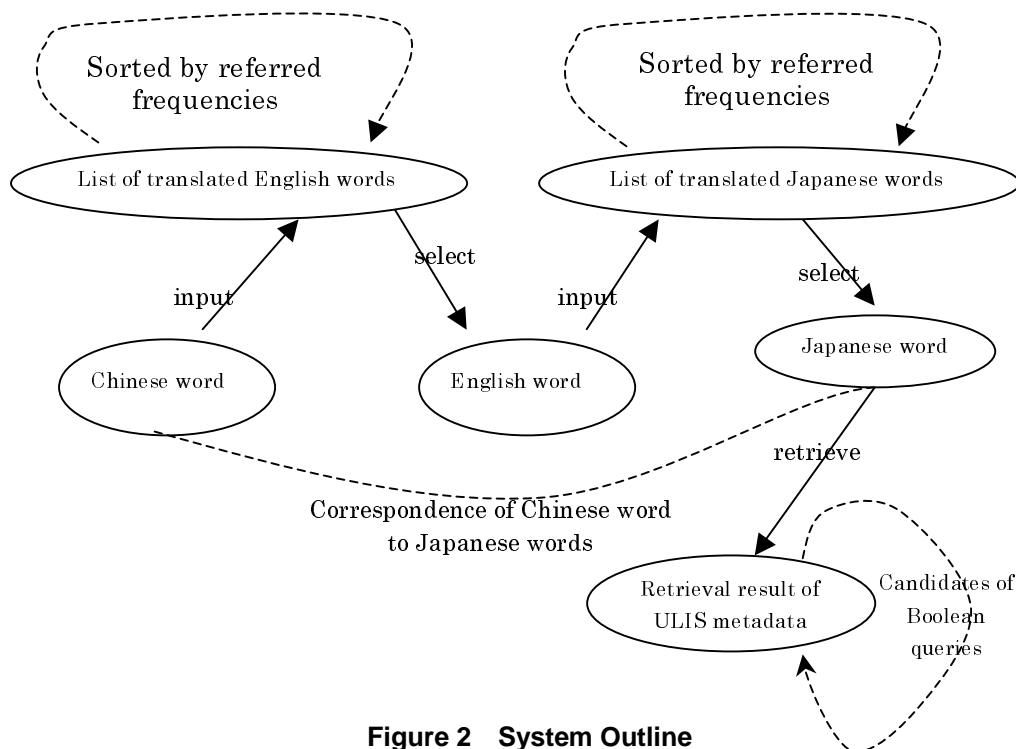 Sorted by referred
frequencies
Sorted by referred
frequencies
List of translated English words
List of translated Japanese words
select
select
input
input
Chinese word
English word
Japanese word
retrieve
Correspondence of Chinese word
to Japanese words
Retrieval result of
ULIS metadata
Candidates of
Boolean
queries
Figure 2 System Outline